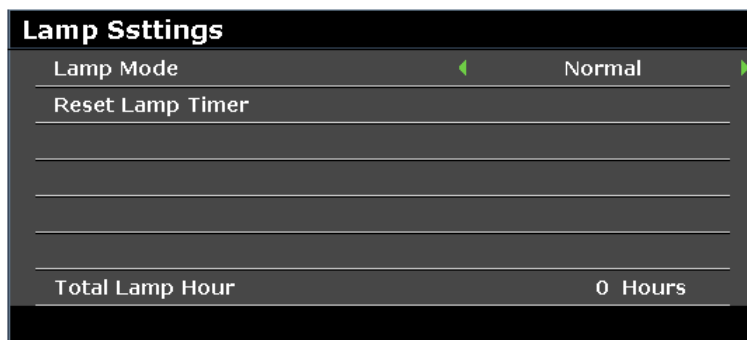 Lamp Ssttings
Lamp Mode Normal
Reset Lamp Timer
Total Lamp Hour 0 Hours